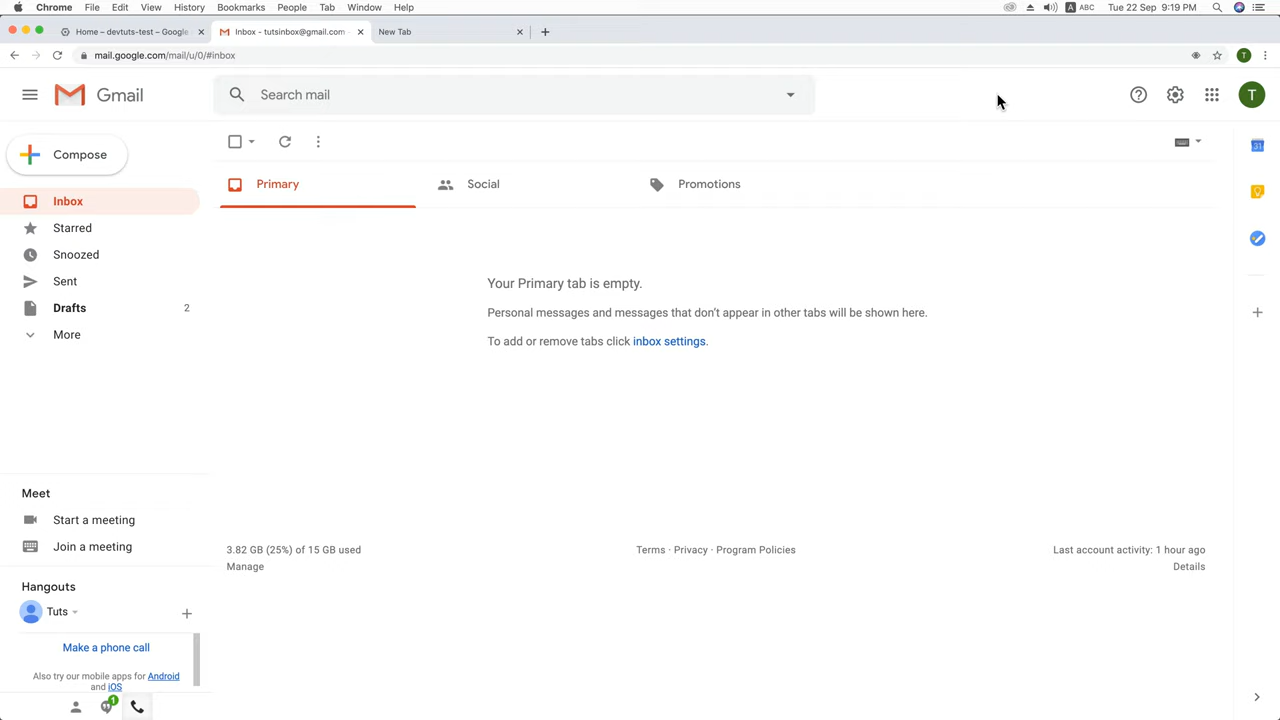 Chrome File Edit View History Bookmarks People Tab Window Help
A ABC Tue 22 Sep 9:19 PM
Home – devtuts-test – Google
Inbox - tutsinbox@gmail.com
New Tab
mail.google.com/mail/u/0/#inbox
T
Gmail
Search mail
T
Compose
31
Primary
Social
Promotions
Inbox
Starred
Snoozed
Sent
Drafts 2
More
Your Primary tab is empty.
Personal messages and messages that don't appear in other tabs will be shown here.
To add or remove tabs click inbox settings.
Meet
Start a meeting
Join a meeting
3.82 GB (25%) of 15 GB used
Manage
Terms · Privacy · Program Policies
Last account activity: 1 hour ago
Details
Hangouts
Tuts
Make a phone call
Also try our mobile apps for Android
and iOS
1